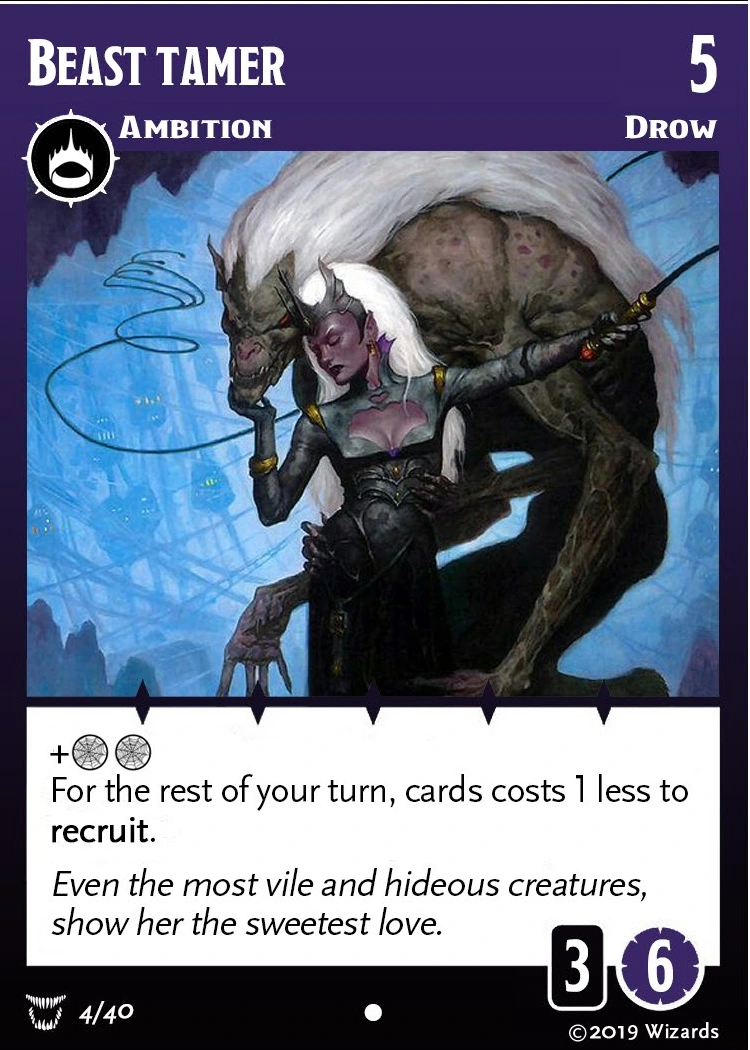 BEAST TAMER
5
AMBITION
DROW
+
For the rest of your turn, cards costs 1 less to
recruit.
Even the most vile and hideous creatures,
show her the sweetest love.
3 6
4/40
©2019 Wizards